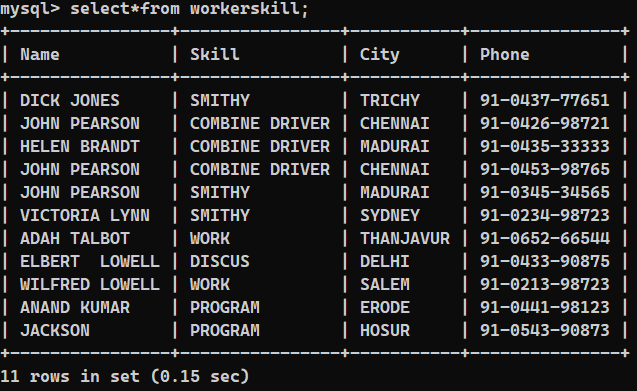 mysql> select*from workerskill;
+----------------+----------------+-----------+---------------+
| Name           | Skill          | City      | Phone         |
+----------------+----------------+-----------+---------------+
| DICK JONES     | SMITHY         | TRICHY    | 91-0437-77651 |
| JOHN PEARSON   | COMBINE DRIVER | CHENNAI   | 91-0426-98721 |
| HELEN BRANDT   | COMBINE DRIVER | MADURAI   | 91-0435-33333 |
| JOHN PEARSON   | COMBINE DRIVER | CHENNAI   | 91-0453-98765 |
| JOHN PEARSON   | SMITHY         | MADURAI   | 91-0345-34565 |
| VICTORIA LYNN  | SMITHY         | SYDNEY    | 91-0234-98723 |
| ADAH TALBOT    | WORK           | THANJAVUR | 91-0652-66544 |
| ELBERT  LOWELL | DISCUS         | DELHI     | 91-0433-90875 |
| WILFRED LOWELL | WORK           | SALEM     | 91-0213-98723 |
| ANAND KUMAR    | PROGRAM        | ERODE     | 91-0441-98123 |
| JACKSON        | PROGRAM        | HOSUR     | 91-0543-90873 |
+----------------+----------------+-----------+---------------+
11 rows in set (0.15 sec)